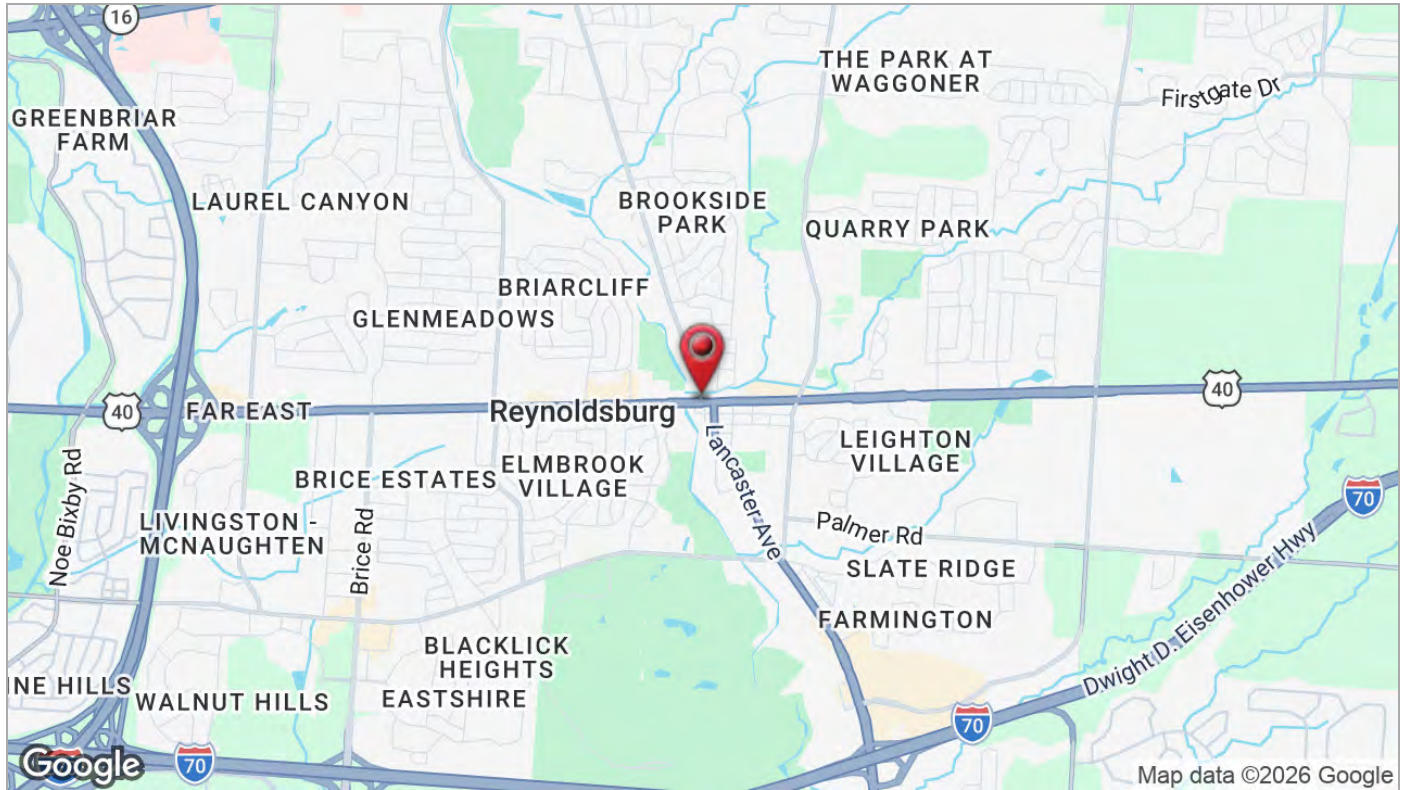 16
THE PARK AT
WAGGONER
Firstgate Dr
GREENBRIAR
FARM
LAUREL CANYON
BROOKSIDE
PARK
QUARRY PARK
BRIARCLIFF
GLENMEADOWS
40
FAR EAST
Reynoldsburg
40
Noe Bixby Rd
BRICE ESTATES
ELMBROOK
VILLAGE
Lancaster Ave
LEIGHTON
VILLAGE
70
LIVINGSTON -
MCNAUGHTEN
Brice Rd
Palmer Rd
SLATE RIDGE
Dwight D. Eisenhower Hwy
FARMINGTON
BLACKLICK
HEIGHTS
INE HILLS
WALNUT HILLS
EASTSHIRE
70
70
Google
Map data ©2026 Google